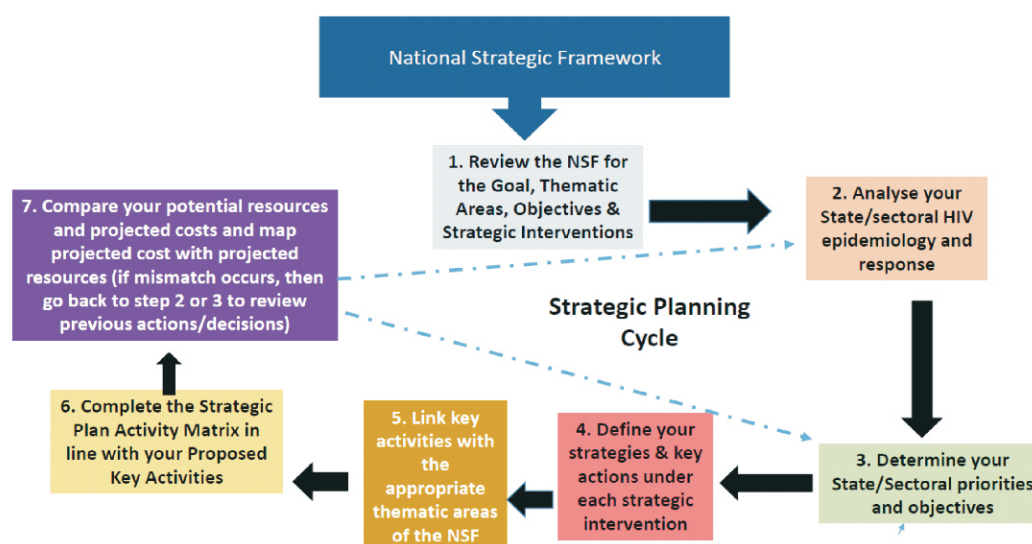 National Strategic Framework
1. Review the NSF for
the Goal, Thematic
Areas, Objectives &
Strategic Interventions
2. Analyse your
State/sectoral HIV
epidemiology and
response
7. Compare your potential resources
and projected costs and map
projected cost with projected
resources (if mismatch occurs, then
go back to step 2 or 3 to review
previous actions/decisions)
Strategic Planning
Cycle
6. Complete the Strategic
Plan Activity Matrix in
line with your Proposed
Key Activities
5. Link key
activities with
the
appropriate
thematic areas
of the NSF
4. Define your
strategies & key
actions under
each strategic
intervention
3. Determine your
State/Sectoral priorities
and objectives